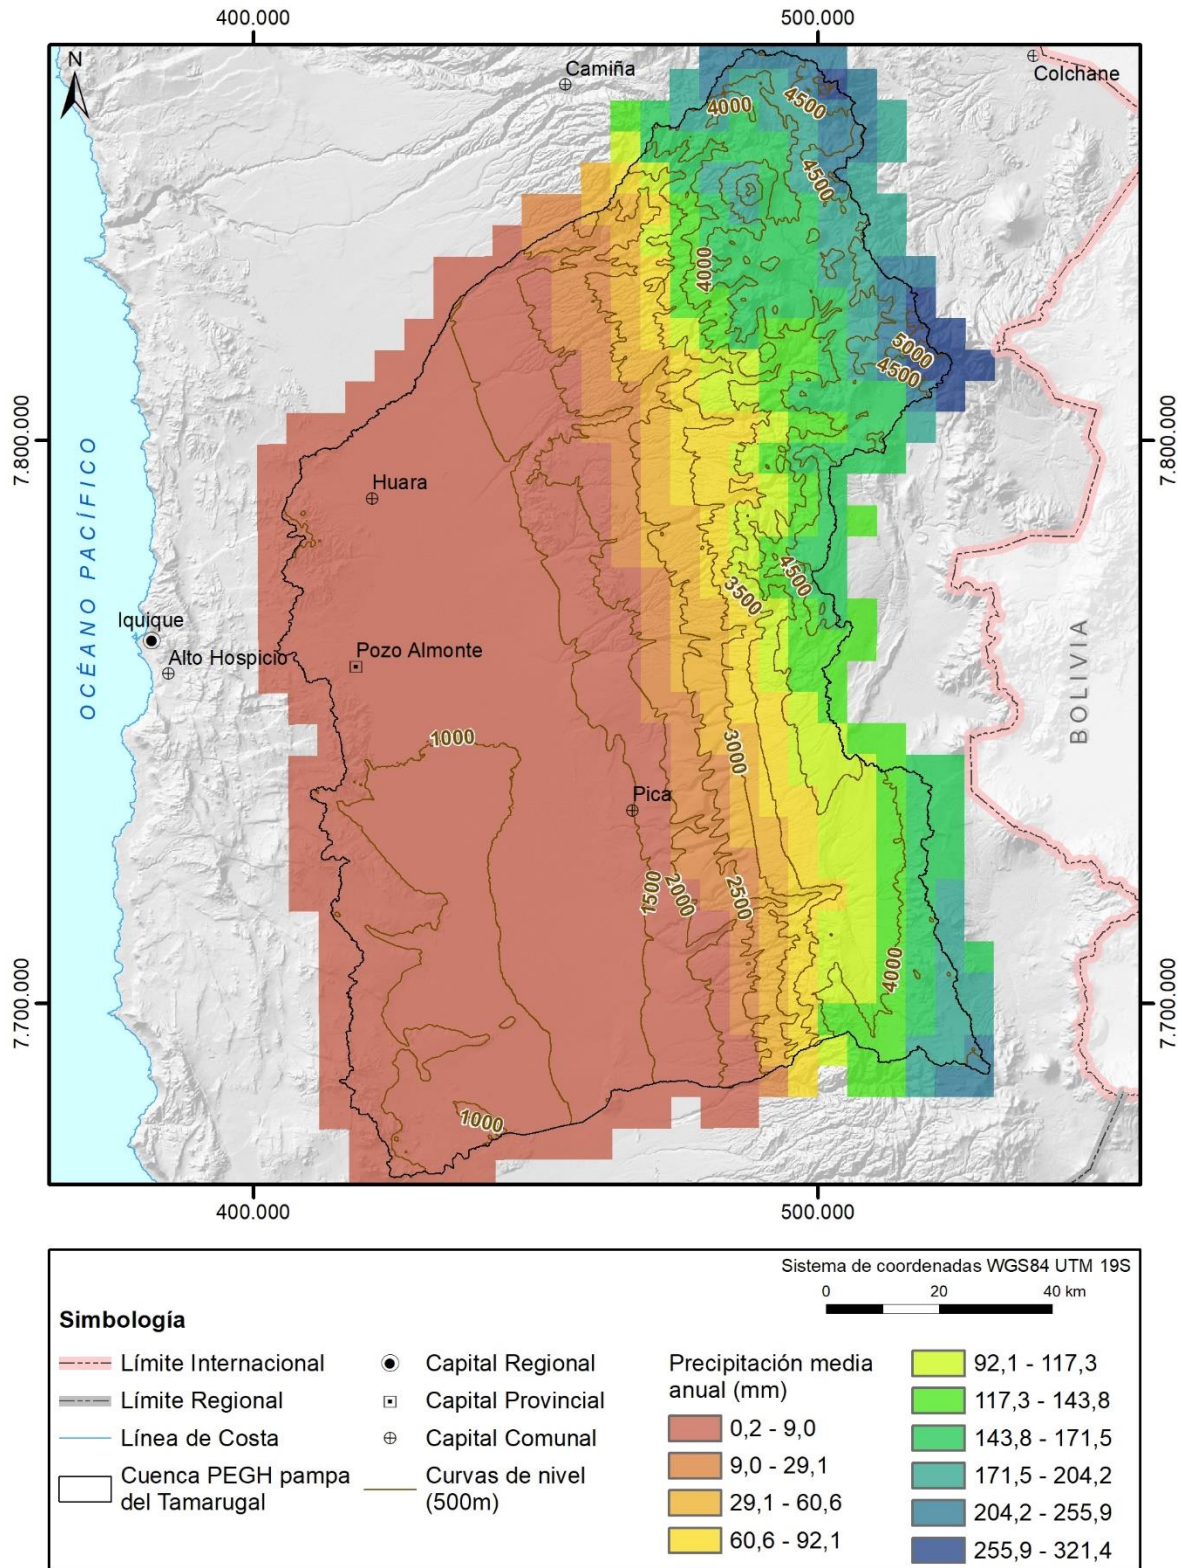 400.000
500.000
N
Camiña
Colchane
4000
4500
4500
4000
5000
4500
7.800.000
7.800.000
OCÉANO PACÍFICO
Huara
4500
3500
Iquique
Alto Hospicio
Pozo Almonte
BOLIVIA
1000
3000
Pica
1500
2000
2500
4000
7.700.000
7.700.000
1000
400.000
500.000
Sistema de coordenadas WGS84 UTM 19S
0 20 40 km
Simbología
Límite Internacional
Límite Regional
Línea de Costa
Cuenca PEGH pampa
del Tamarugal
Capital Regional
Capital Provincial
Capital Comunal
Curvas de nivel
(500m)
Precipitación media
anual (mm)
0,2 - 9,0
9,0 - 29,1
29,1 - 60,6
60,6 - 92,1
92,1 - 117,3
117,3 - 143,8
143,8 - 171,5
171,5 - 204,2
204,2 - 255,9
255,9 - 321,4